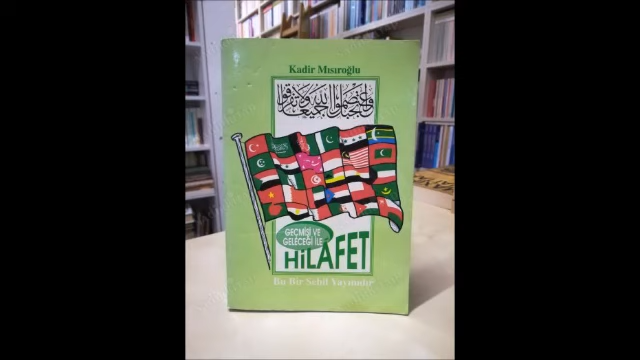 Kadir Mısıroğlu
واعتصموا بحبل الله جميعا ولا تفرقوا
GEÇMİŞİ VE
GELECEĞİ İLE
HİLAFET
Bu Bir Sebil Yayınıdır